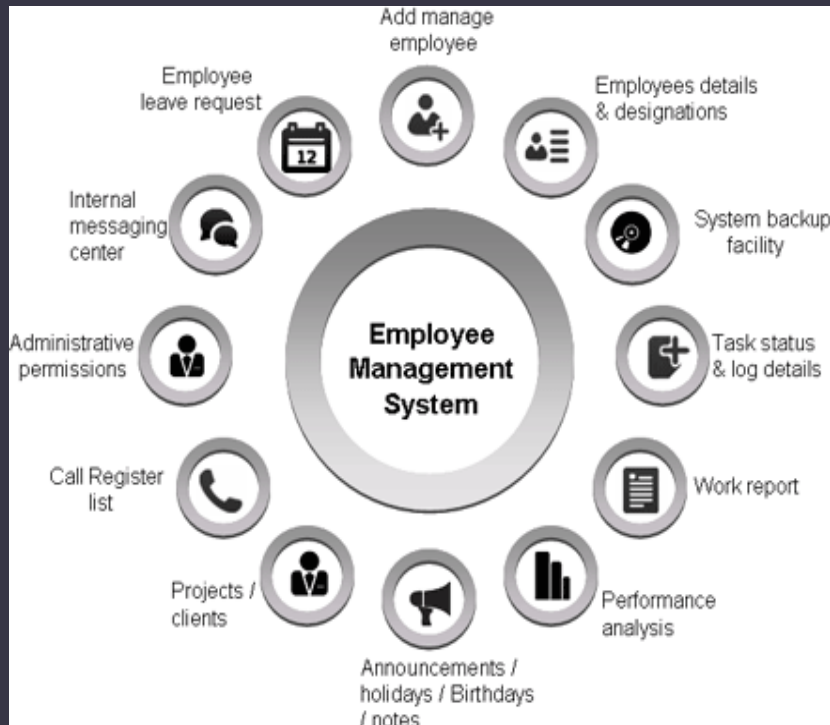 Add manage
employee
Employees details
& designations
System backup
facility
Task status
& log details
Work report
Performance
analysis
Announcements /
holidays / Birthdays
/ notes
Projects /
clients
Call Register
list
Administrative
permissions
Internal
messaging
center
Employee
leave request
12
Employee
Management
System